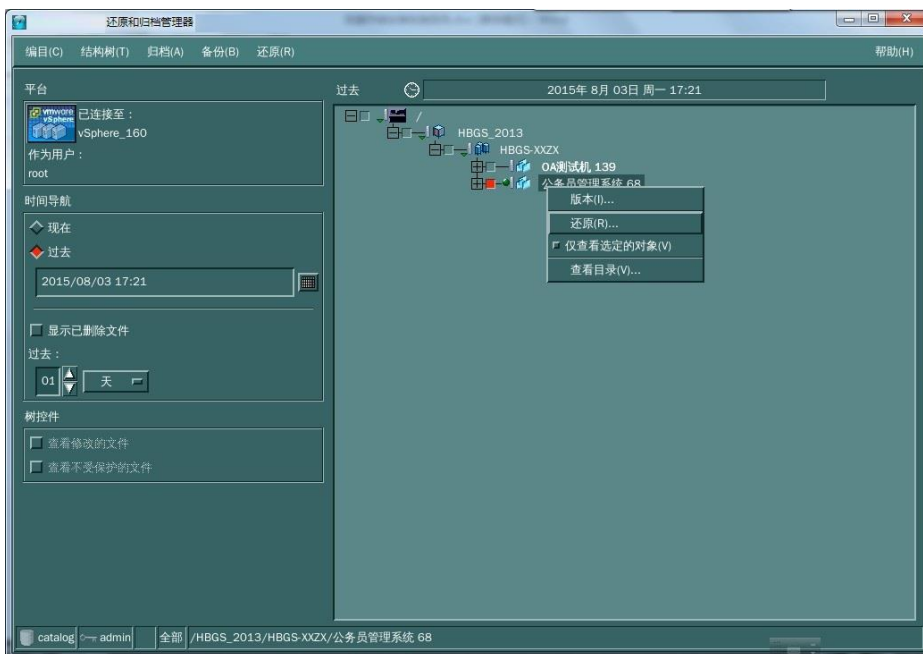 还原和归档管理器
编目(C) 结构树(T) 归档(A) 备份(B) 还原(R) 帮助(H)
平台
vmware vSphere
已连接至：
vSphere_160
作为用户：
root
时间导航
现在
过去
2015/08/03 17:21
显示已删除文件
过去：
01 天
树控件
查看修改的文件
查看不受保护的文件
过去 2015年 8月 03日 周一 17:21
/
HBGS_2013
HBGS-XXZX
OA测试机 139
公务员管理系统 68
版本(I)...
还原(R)...
仅查看选定的对象(V)
查看目录(V)...
catalog admin 全部 /HBGS_2013/HBGS-XXZX/公务员管理系统 68